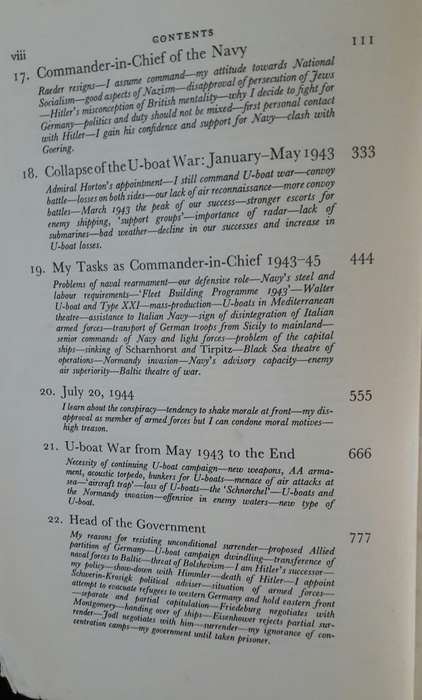 viii
CONTENTS
17. Commander-in-Chief of the Navy 111
Raeder resigns—I assume command—my attitude towards National
Socialism—good aspects of Nazism—disapproval of persecution of Jews
—Hitler's misconception of British mentality—why I decide to fight for
Germany—politics and duty should not be mixed—first personal contact
with Hitler—I gain his confidence and support for Navy—clash with
Goering.
18. Collapse of the U-boat War: January–May 1943 333
Admiral Horton's appointment—I still command U-boat war—convoy
battle—losses on both sides—our lack of air reconnaissance—more convoy
battles—March 1943 the peak of our success—stronger escorts for
enemy shipping, 'support groups'—importance of radar—lack of
submarines—bad weather—decline in our successes and increase in
U-boat losses.
19. My Tasks as Commander-in-Chief 1943–45 444
Problems of naval rearmament—our defensive role—Navy's steel and
labour requirements—'Fleet Building Programme 1943'—Walter
U-boat and Type XXI—mass-production—U-boats in Mediterranean
theatre—assistance to Italian Navy—sign of disintegration of Italian
armed forces—transport of German troops from Sicily to mainland—
senior commands of Navy and light forces—problem of the capital
ships—sinking of Scharnhorst and Tirpitz—Black Sea theatre of
operations—Normandy invasion—Navy's advisory capacity—enemy
air superiority—Baltic theatre of war.
20. July 20, 1944 555
I learn about the conspiracy—tendency to shake morale at front—my dis-
approval as member of armed forces but I can condone moral motives—
high treason.
21. U-boat War from May 1943 to the End 666
Necessity of continuing U-boat campaign—new weapons, AA arma-
ment, acoustic torpedo, bunkers for U-boats—menace of air attacks at
sea—'aircraft trap'—loss of U-boats—the 'Schnorchel'—U-boats and
the Normandy invasion—offensive in enemy waters—new type of
U-boat.
22. Head of the Government 777
My reasons for resisting unconditional surrender—proposed Allied
partition of Germany—U-boat campaign dwindling—transference of
naval forces to Baltic—threat of Bolshevism—I am Hitler's successor—
my policy—show-down with Himmler—death of Hitler—I appoint
Schwerin-Krosigk political adviser—situation of armed forces—
attempt to evacuate refugees to western Germany and hold eastern front
—separate and partial capitulation—Friedeburg negotiates with
Montgomery—handing over of ships—Eisenhower rejects partial sur-
render—Jodl negotiates with him—surrender—my ignorance of con-
centration camps—my government until taken prisoner.